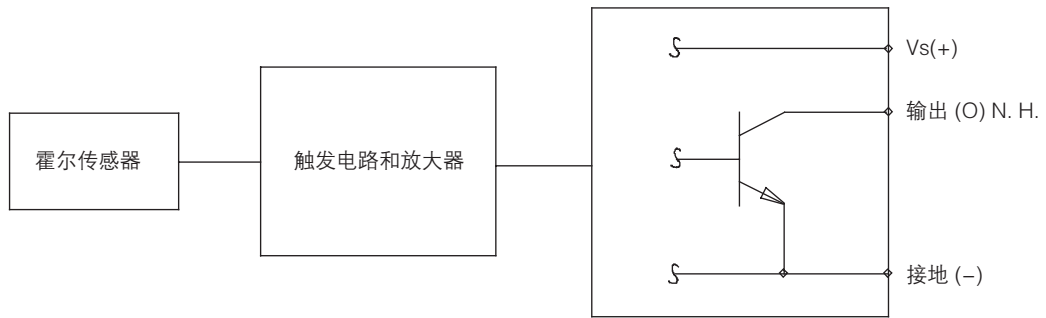 Vs(+)
输出 (O) N. H.
霍尔传感器
触发电路和放大器
接地 (–)